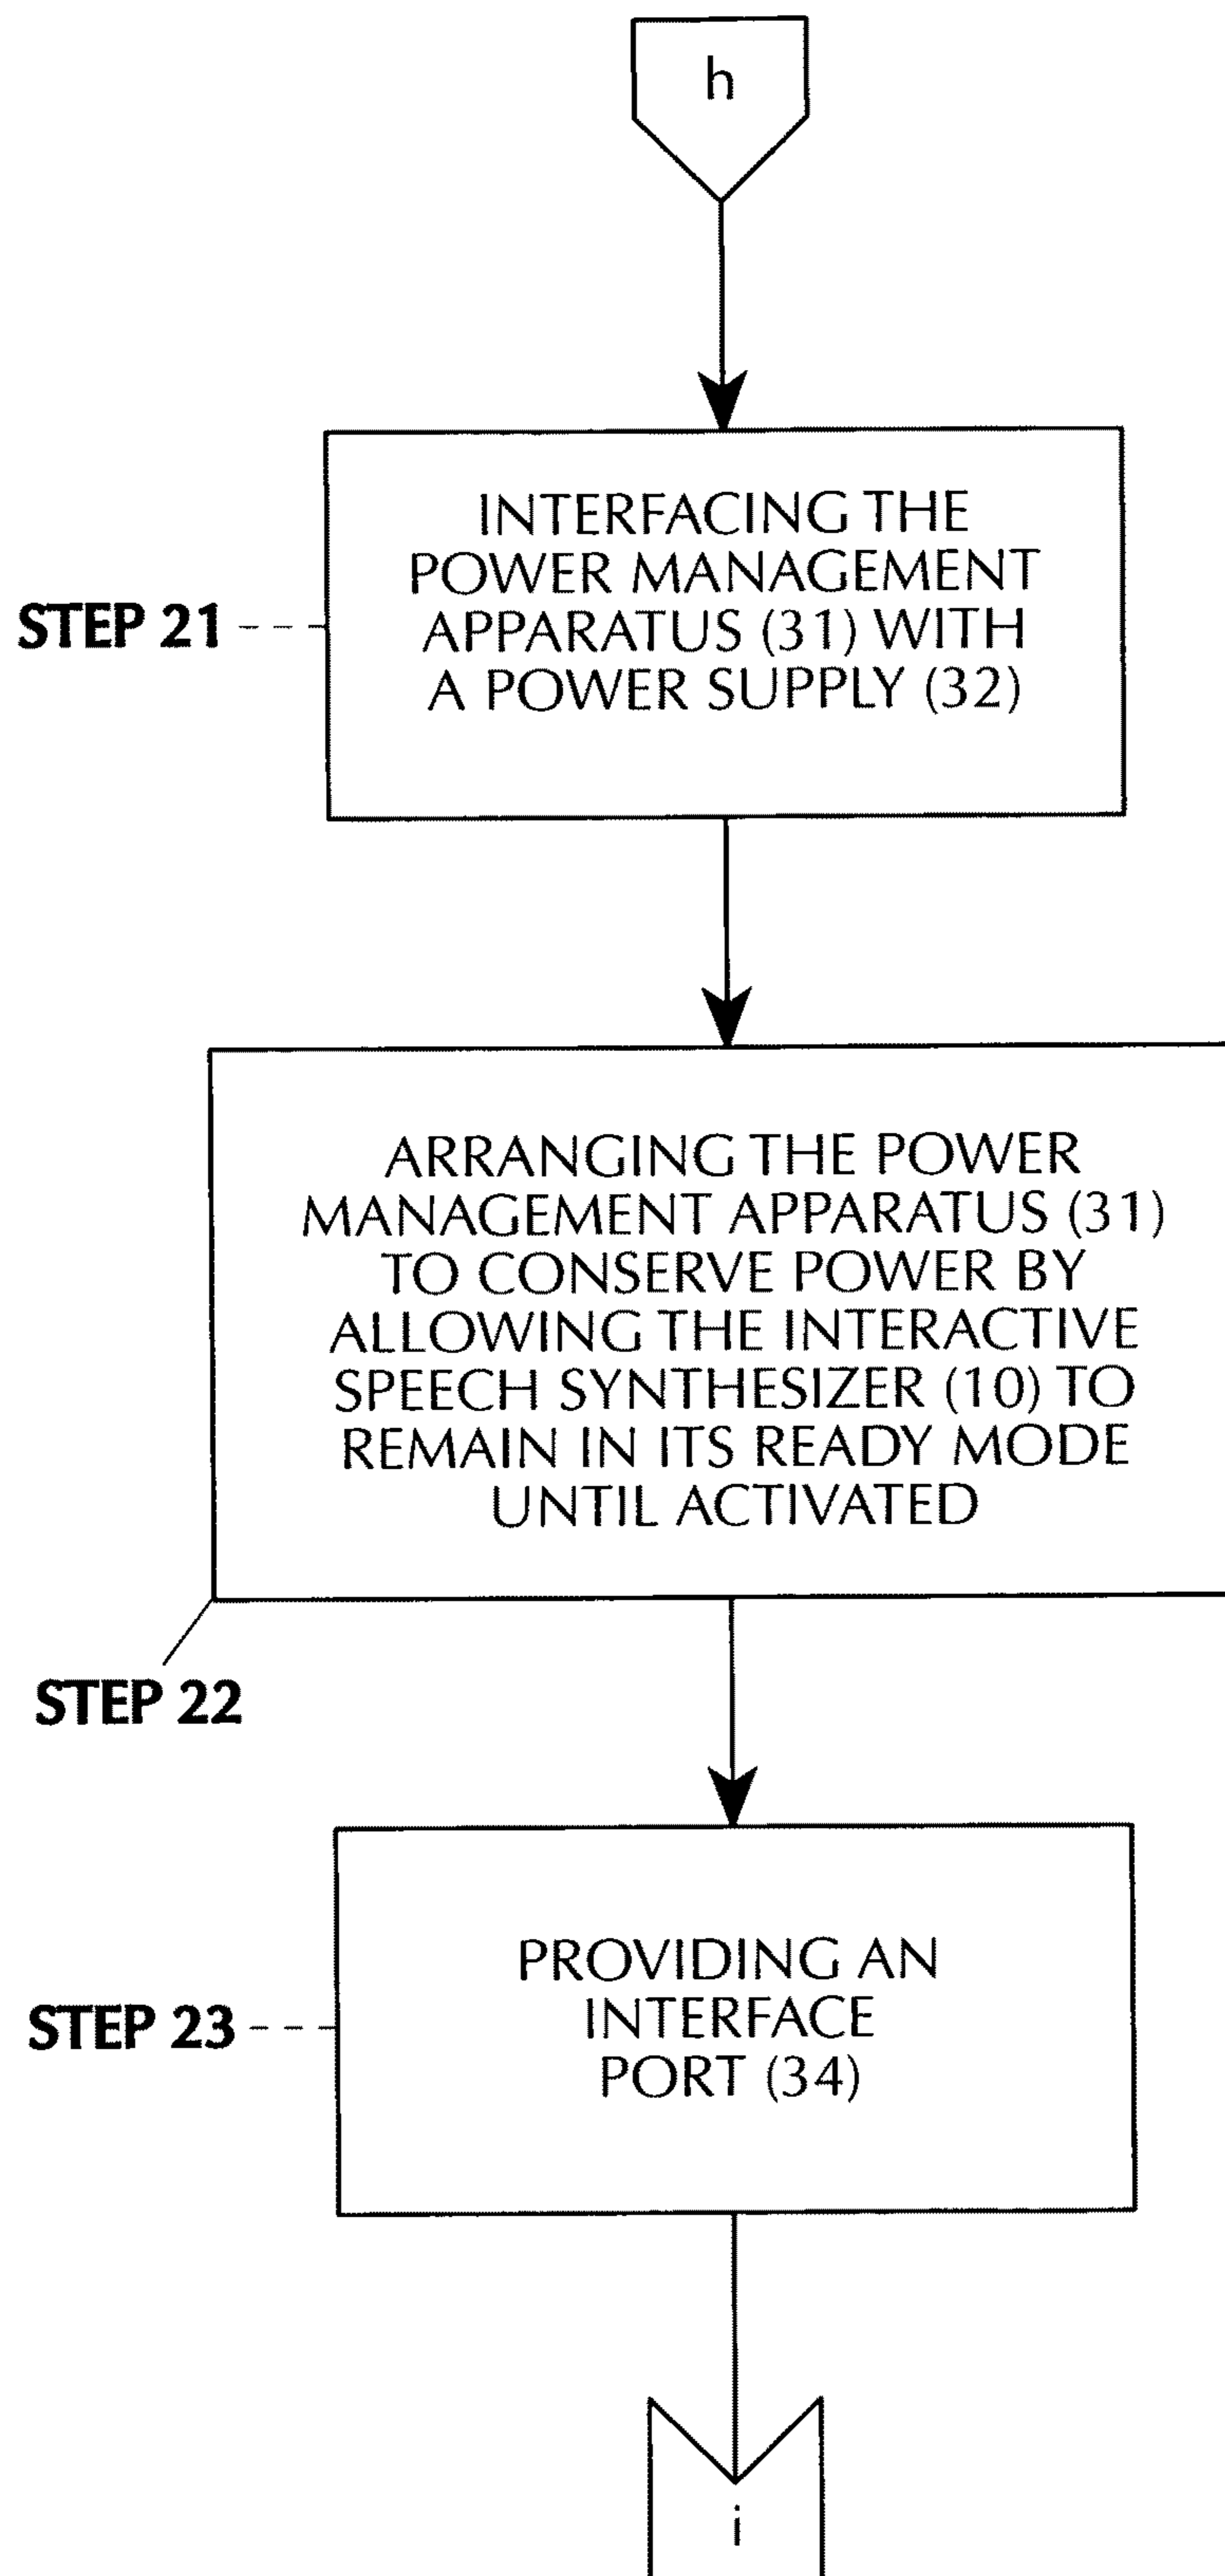 h
INTERFACING THE
POWER MANAGEMENT
APPARATUS (31) WITH
A POWER SUPPLY (32)
STEP 21
ARRANGING THE POWER
MANAGEMENT APPARATUS (31)
TO CONSERVE POWER BY
ALLOWING THE INTERACTIVE
SPEECH SYNTHESIZER (10) TO
REMAIN IN ITS READY MODE
UNTIL ACTIVATED
STEP 22
PROVIDING AN
INTERFACE
PORT (34)
STEP 23
i